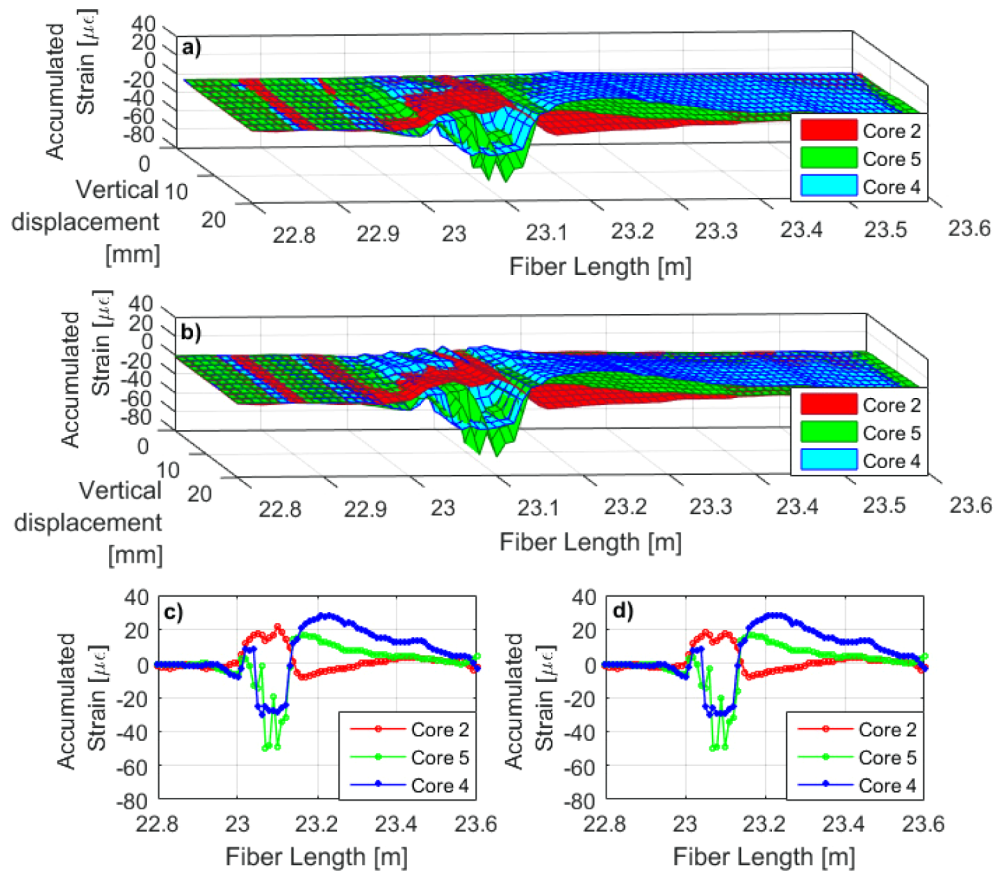 a)
40
20
0
-20
-40
-60
-80
Accumulated
Strain [με]
0
10
20
Vertical
displacement
[mm]
22.8
22.9
23
23.1
23.2
23.3
23.4
23.5
23.6
Fiber Length [m]
Core 2
Core 5
Core 4
b)
40
20
0
-20
-40
-60
-80
Accumulated
Strain [με]
0
10
20
Vertical
displacement
[mm]
22.8
22.9
23
23.1
23.2
23.3
23.4
23.5
23.6
Fiber Length [m]
Core 2
Core 5
Core 4
c)
40
20
0
-20
-40
-60
-80
Accumulated
Strain [με]
22.8
23
23.2
23.4
23.6
Fiber Length [m]
Core 2
Core 5
Core 4
d)
40
20
0
-20
-40
-60
-80
Accumulated
Strain [με]
22.8
23
23.2
23.4
23.6
Fiber Length [m]
Core 2
Core 5
Core 4